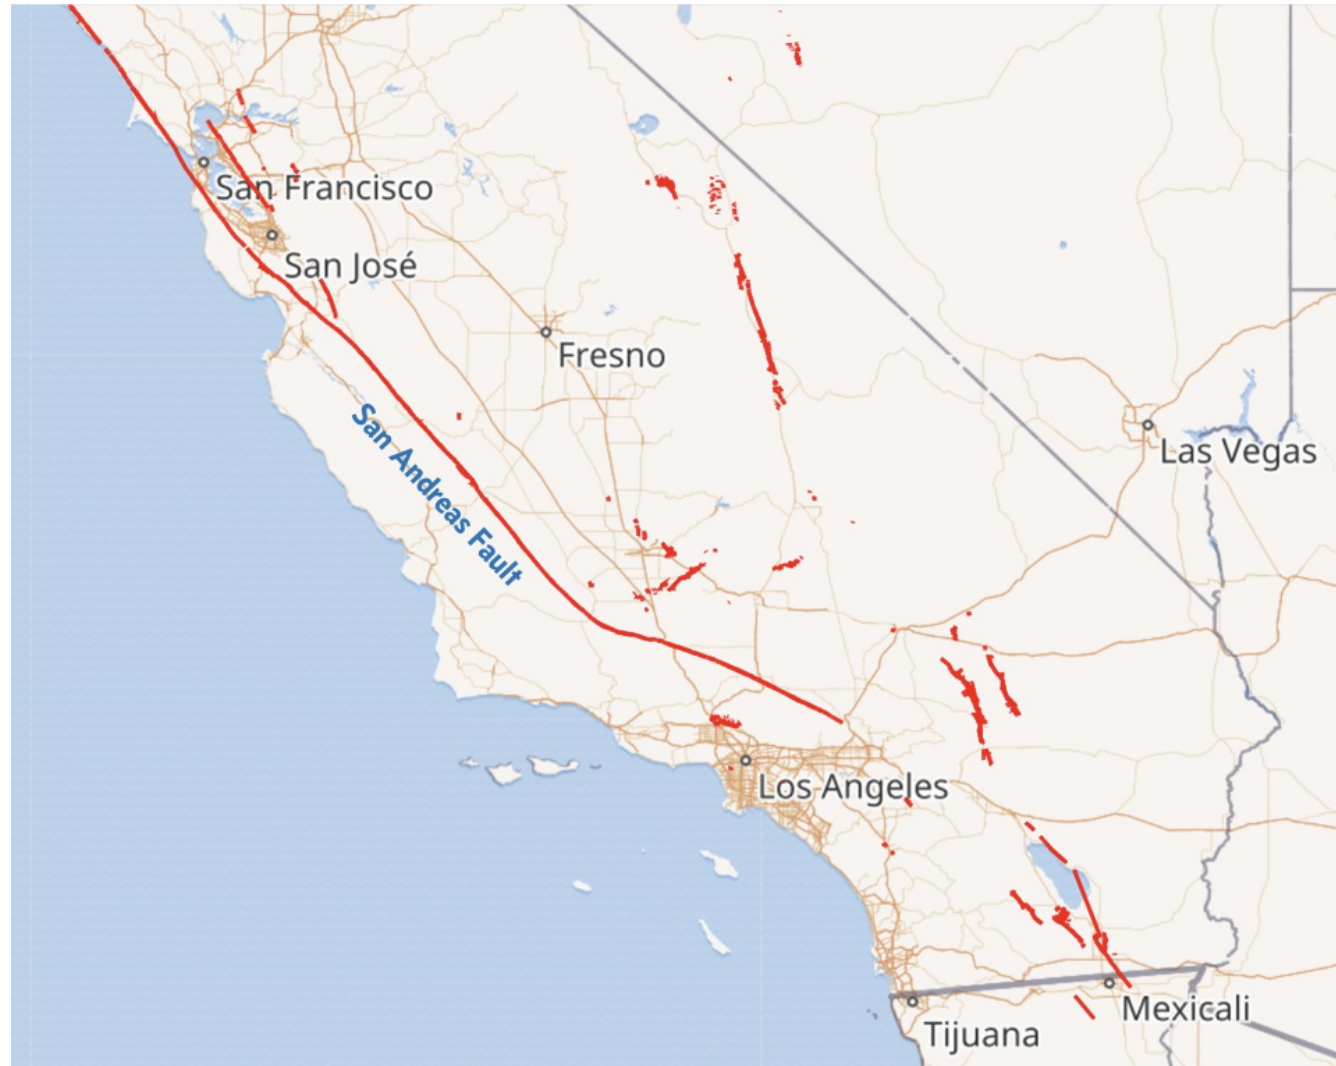 San Francisco
San José
Fresno
San Andreas Fault
Las Vegas
Los Angeles
Mexicali
Tijuana